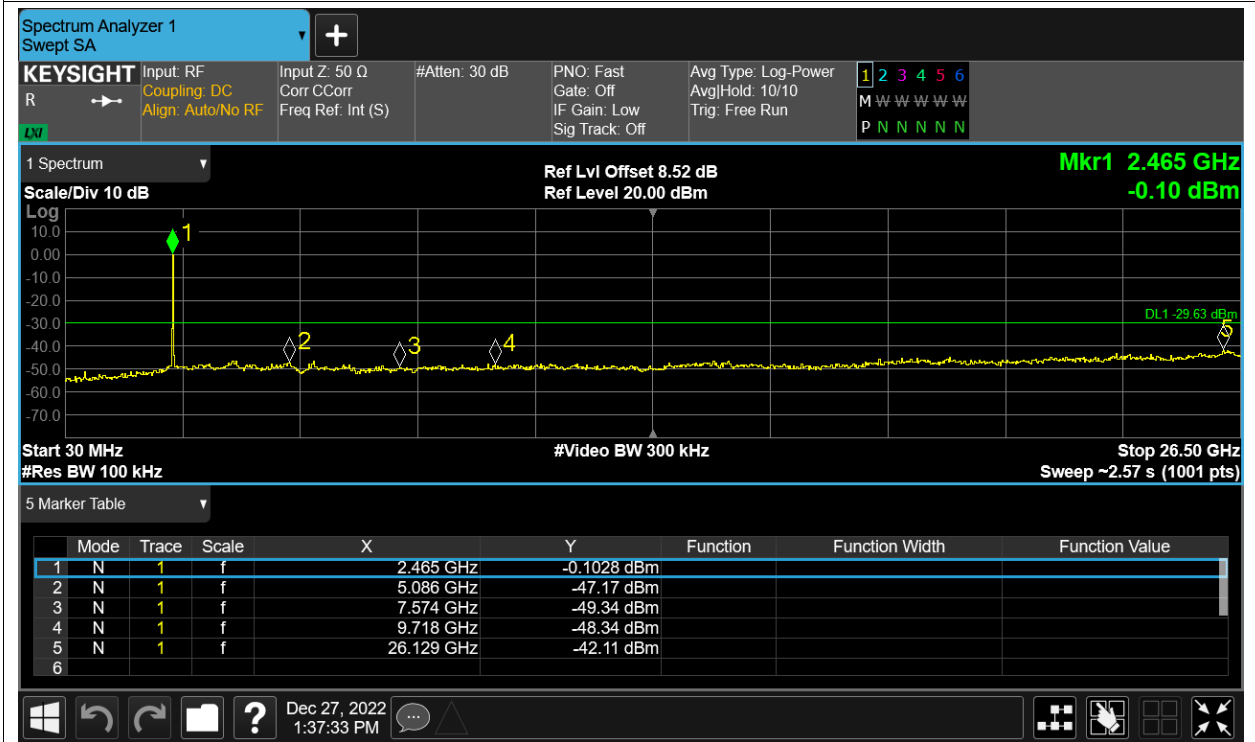 Spectrum Analyzer 1
Swept SA
+
KEYSIGHT
R
LXI
Input: RF
Coupling: DC
Align: Auto/No RF
Input Z: 50 Ω
Corr CCorr
Freq Ref: Int (S)
#Atten: 30 dB
PNO: Fast
Gate: Off
IF Gain: Low
Sig Track: Off
Avg Type: Log-Power
Avg|Hold: 10/10
Trig: Free Run
1 2 3 4 5 6
M W W W W W
P N N N N N
1 Spectrum
Scale/Div 10 dB
Log
Ref Lvl Offset 8.52 dB
Ref Level 20.00 dBm
Mkr1 2.465 GHz
-0.10 dBm
10.0
0.00
-10.0
-20.0
-30.0
-40.0
-50.0
-60.0
-70.0
1
2
3
4
5
DL1 -29.63 dBm
Start 30 MHz
#Res BW 100 kHz
#Video BW 300 kHz
Stop 26.50 GHz
Sweep ~2.57 s (1001 pts)
5 Marker Table
Mode Trace Scale X Y Function Function Width Function Value
1 N 1 f 2.465 GHz -0.1028 dBm
2 N 1 f 5.086 GHz -47.17 dBm
3 N 1 f 7.574 GHz -49.34 dBm
4 N 1 f 9.718 GHz -48.34 dBm
5 N 1 f 26.129 GHz -42.11 dBm
6
?
Dec 27, 2022
1:37:33 PM